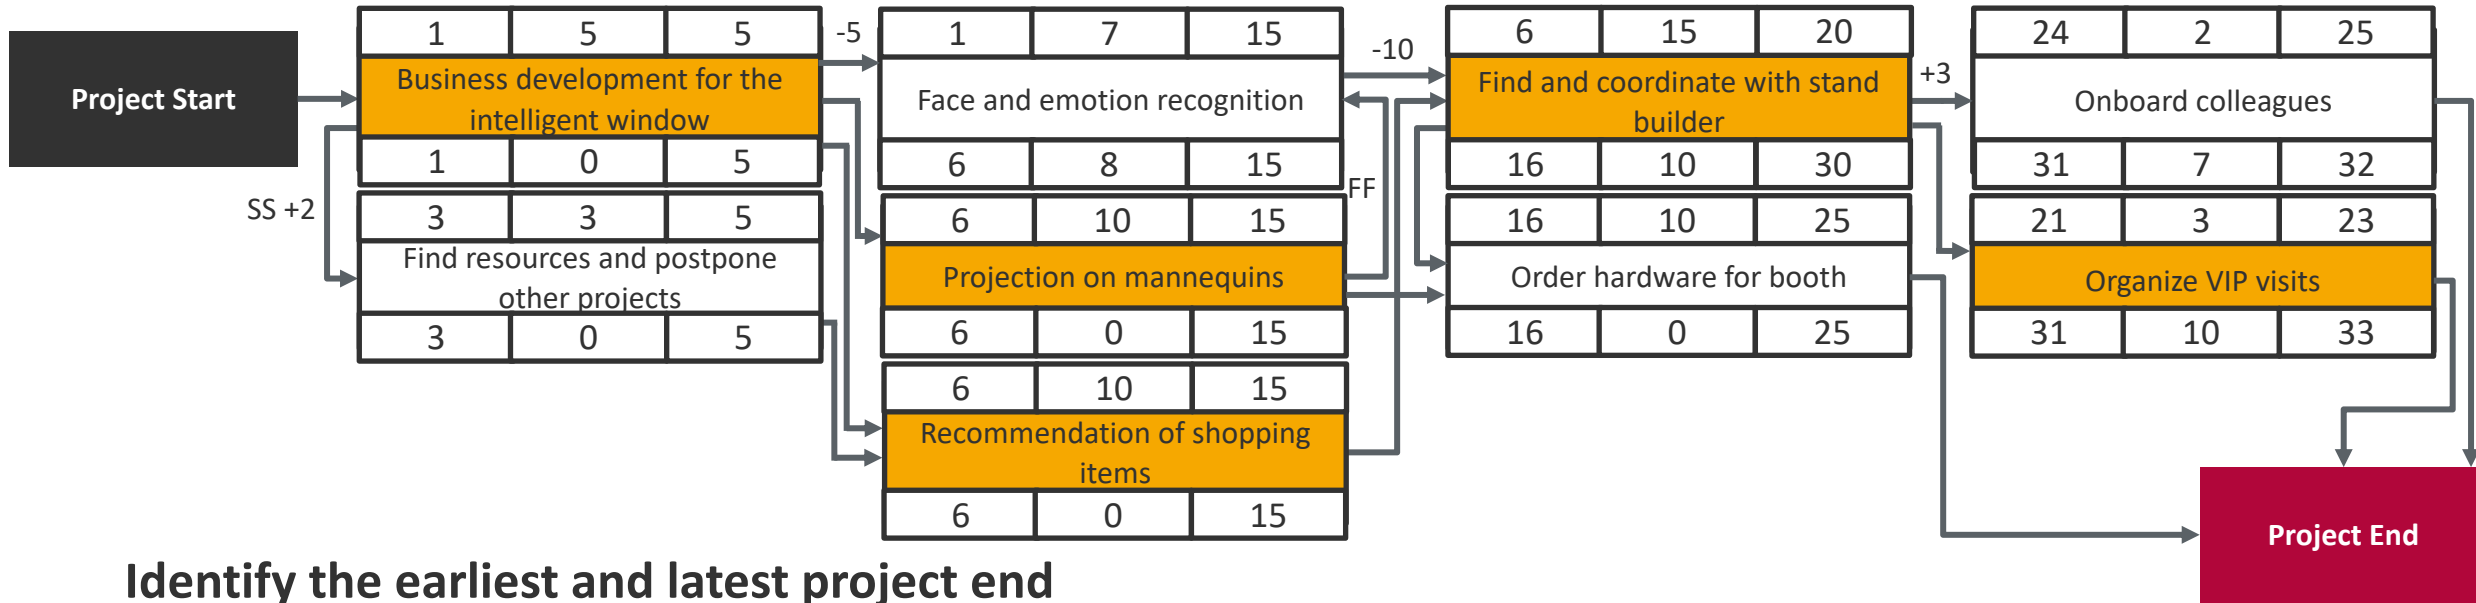 Project Start
1 5 5
Business development for the
intelligent window
1 0 5
SS +2
3 3 5
Find resources and postpone
other projects
3 0 5
-5
1 7 15
Face and emotion recognition
6 8 15
FF
6 10 15
Projection on mannequins
6 0 15
6 10 15
Recommendation of shopping
items
6 0 15
-10
6 15 20
Find and coordinate with stand
builder
16 10 30
16 10 25
Order hardware for booth
16 0 25
+3
24 2 25
Onboard colleagues
31 7 32
21 3 23
Organize VIP visits
31 10 33
Project End
Identify the earliest and latest project end